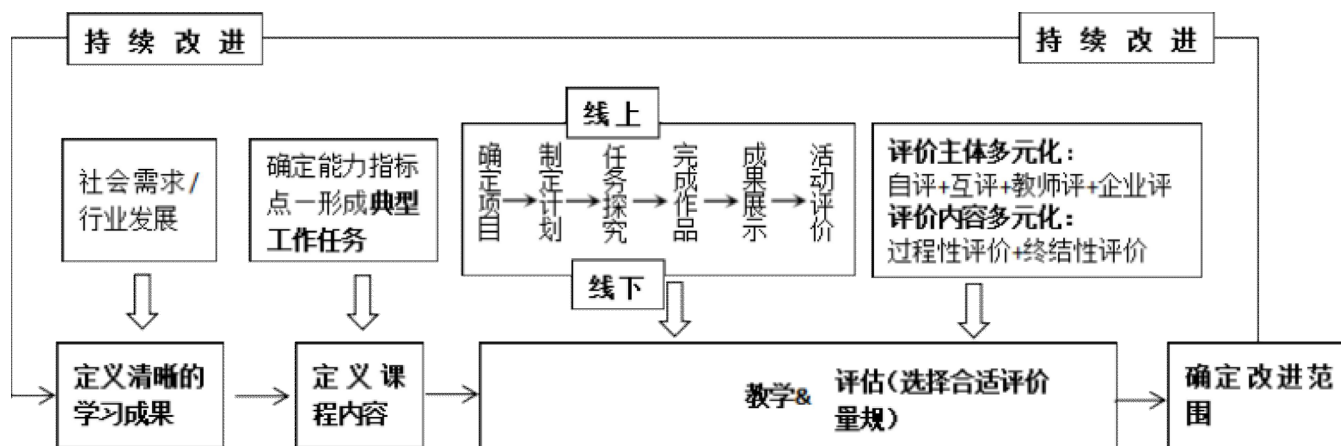 持续改进
持续改进
社会需求/
行业发展
确定能力指标
点－形成典型
工作任务
线上
确定项目
制定计划
任务探究
完成作品
成果展示
活动评价
线下
评价主体多元化：
自评+互评+教师评+企业评
评价内容多元化：
过程性评价+终结性评价
定义清晰的
学习成果
定义课
程内容
教学&
评估(选择合适评价
量规)
确定改进范
围